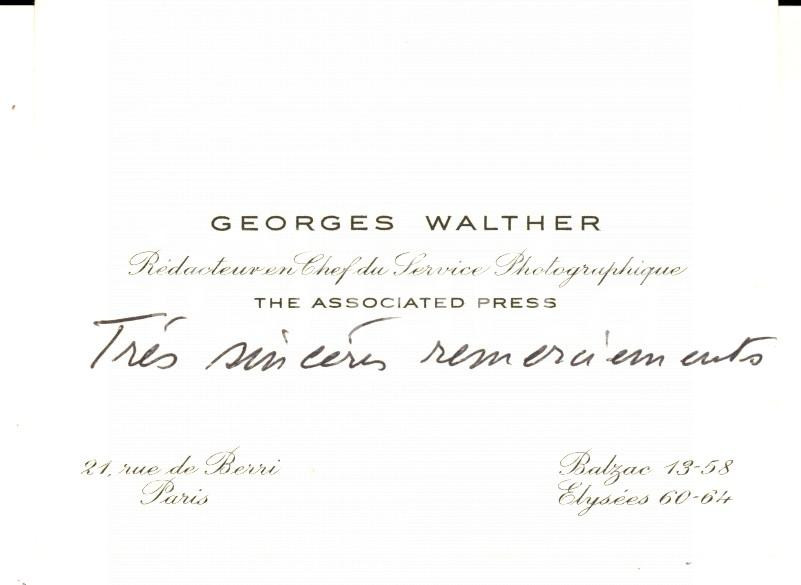 GEORGES WALTHER
Rédacteur en Chef du Service Photographique
THE ASSOCIATED PRESS
Très sincères remerciements
21, rue de Berri
Paris
Balzac 13-58
Elysées 60-64